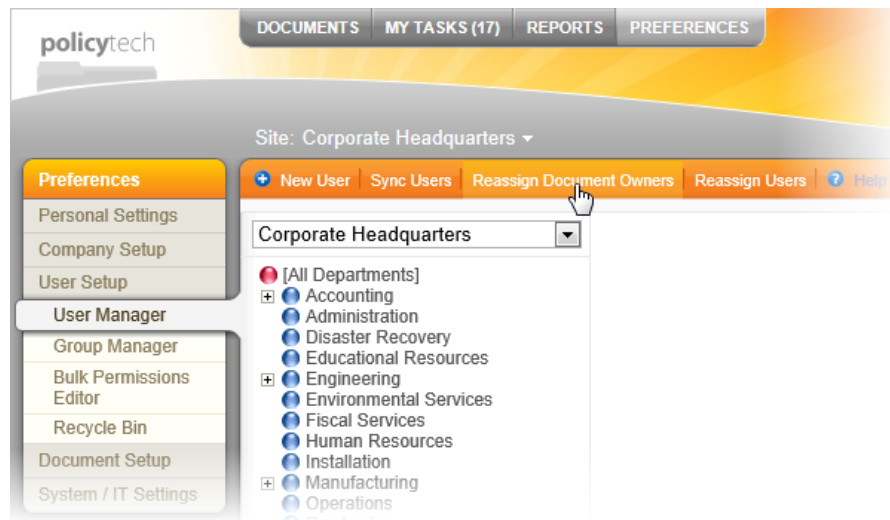 policytech
DOCUMENTS MY TASKS (17) REPORTS PREFERENCES
Site: Corporate Headquarters
New User Sync Users Reassign Document Owners Reassign Users Help
Preferences
Personal Settings
Company Setup
User Setup
User Manager
Group Manager
Bulk Permissions
Editor
Recycle Bin
Document Setup
System / IT Settings
Corporate Headquarters
[All Departments]
Accounting
Administration
Disaster Recovery
Educational Resources
Engineering
Environmental Services
Fiscal Services
Human Resources
Installation
Manufacturing
Operations